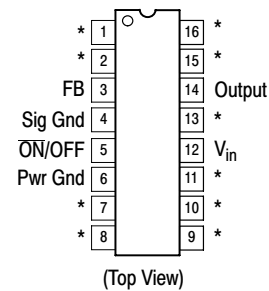 * 1 16 *
* 2 15 *
FB 3 14 Output
Sig Gnd 4 13 *
O̅N̅/OFF 5 12 Vin
Pwr Gnd 6 11 *
* 7 10 *
* 8 9 *
(Top View)